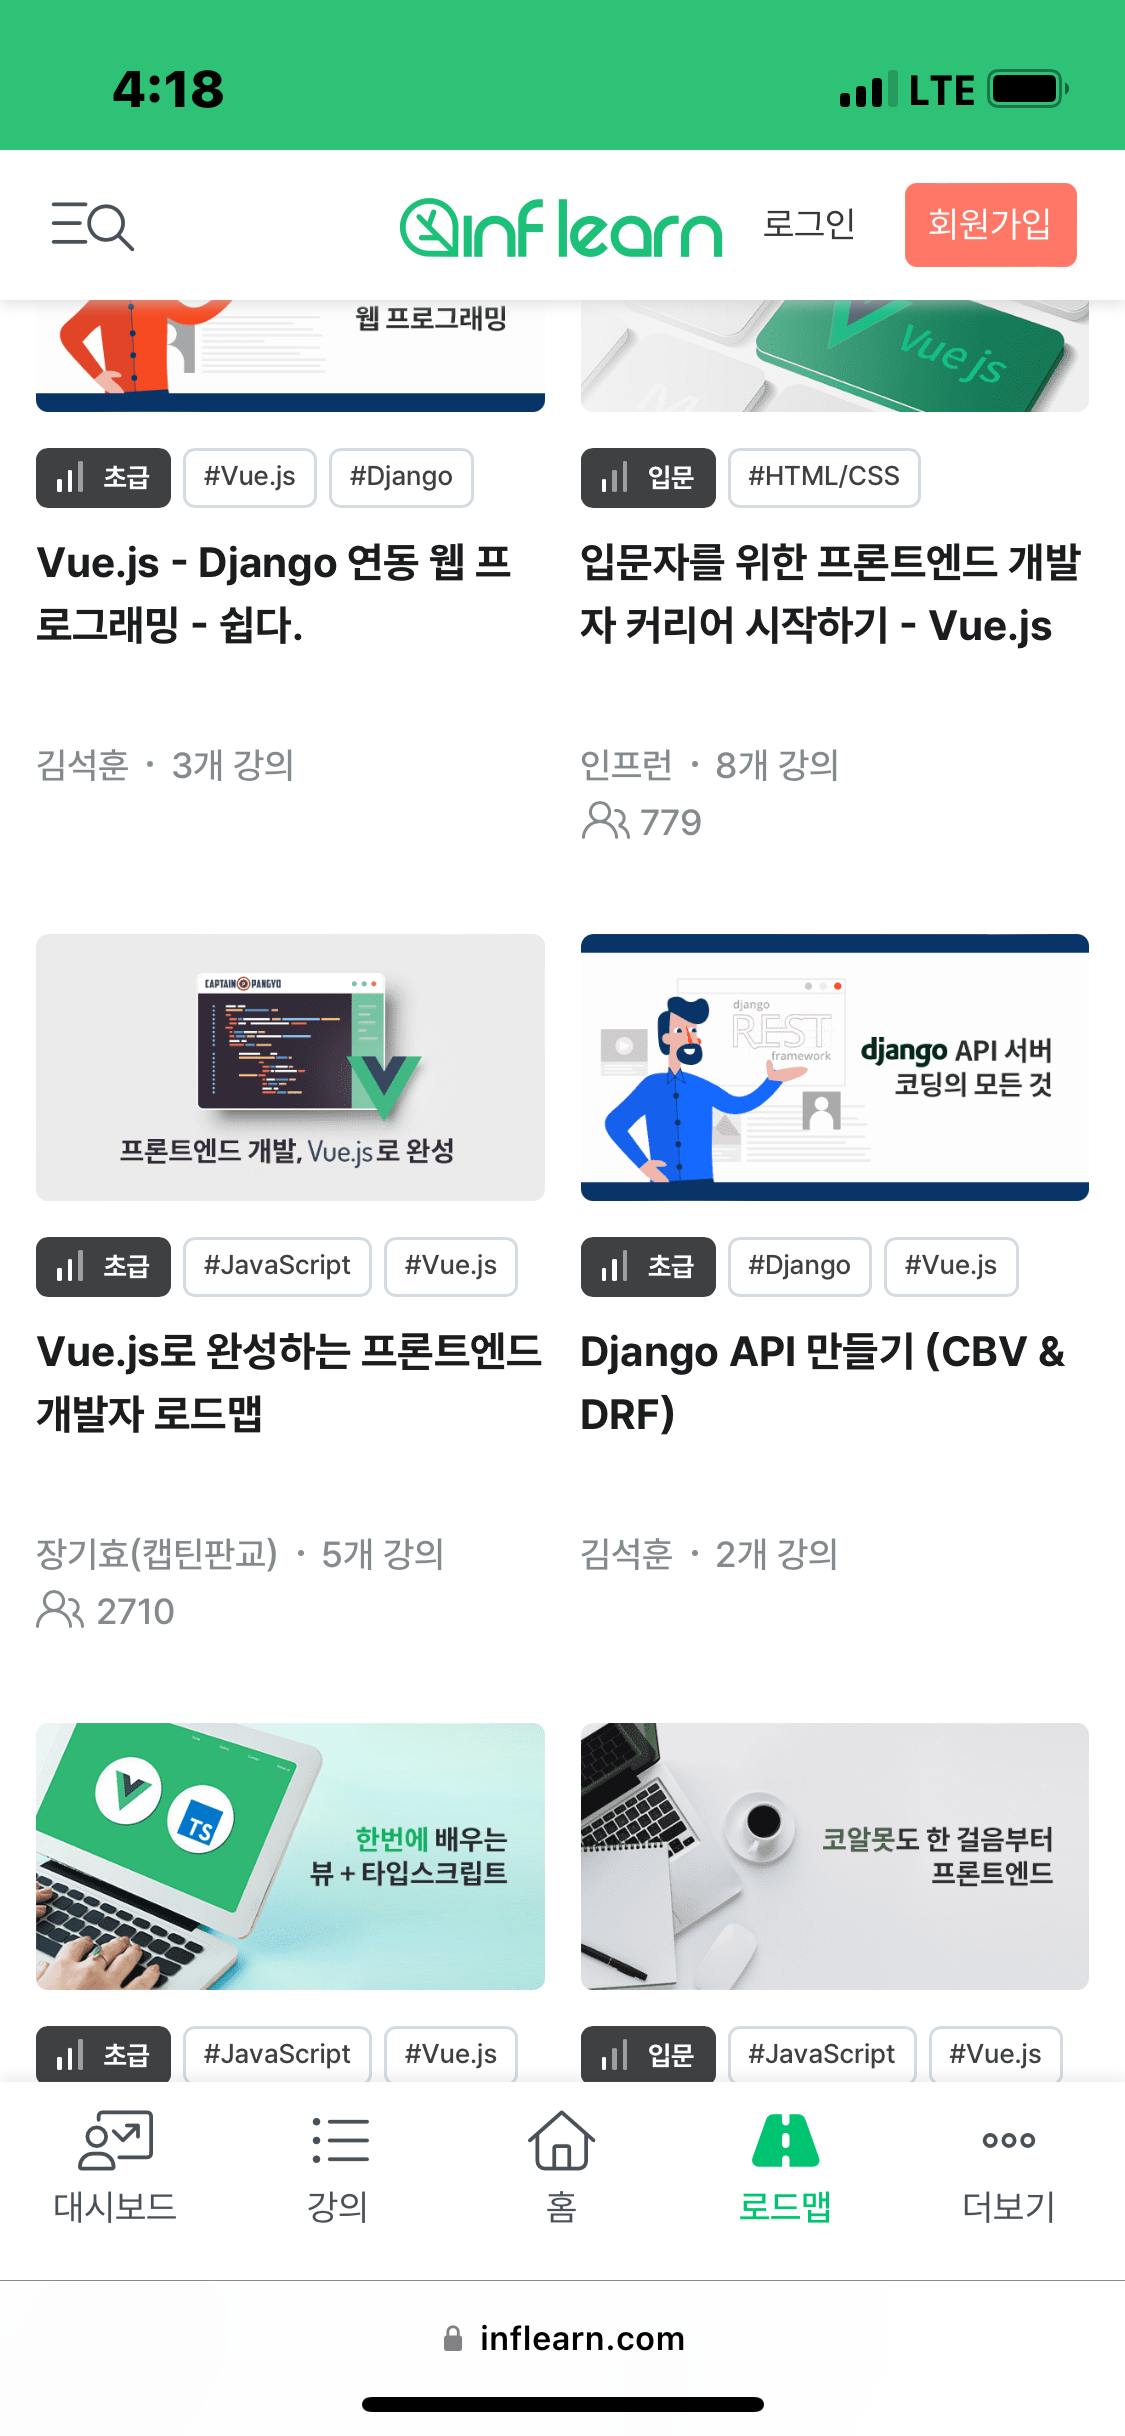 4:18
LTE
inflearn
로그인
회원가입
웹 프로그래밍
Vue js
초급
#Vue.js
#Django
Vue.js - Django 연동 웹 프
로그래밍 - 쉽다.
김석훈 · 3개 강의
입문
#HTML/CSS
입문자를 위한 프론트엔드 개발
자 커리어 시작하기 - Vue.js
인프런 · 8개 강의
779
CAPTAIN PANGYO
프론트엔드 개발, Vue.js로 완성
초급
#JavaScript
#Vue.js
Vue.js로 완성하는 프론트엔드
개발자 로드맵
장기효(캡틴판교) · 5개 강의
2710
django
REST
framework
django API 서버
코딩의 모든 것
초급
#Django
#Vue.js
Django API 만들기 (CBV &
DRF)
김석훈 · 2개 강의
TS
한번에 배우는
뷰 + 타입스크립트
초급
#JavaScript
#Vue.js
코알못도 한 걸음부터
프론트엔드
입문
#JavaScript
#Vue.js
대시보드
강의
홈
로드맵
더보기
inflearn.com